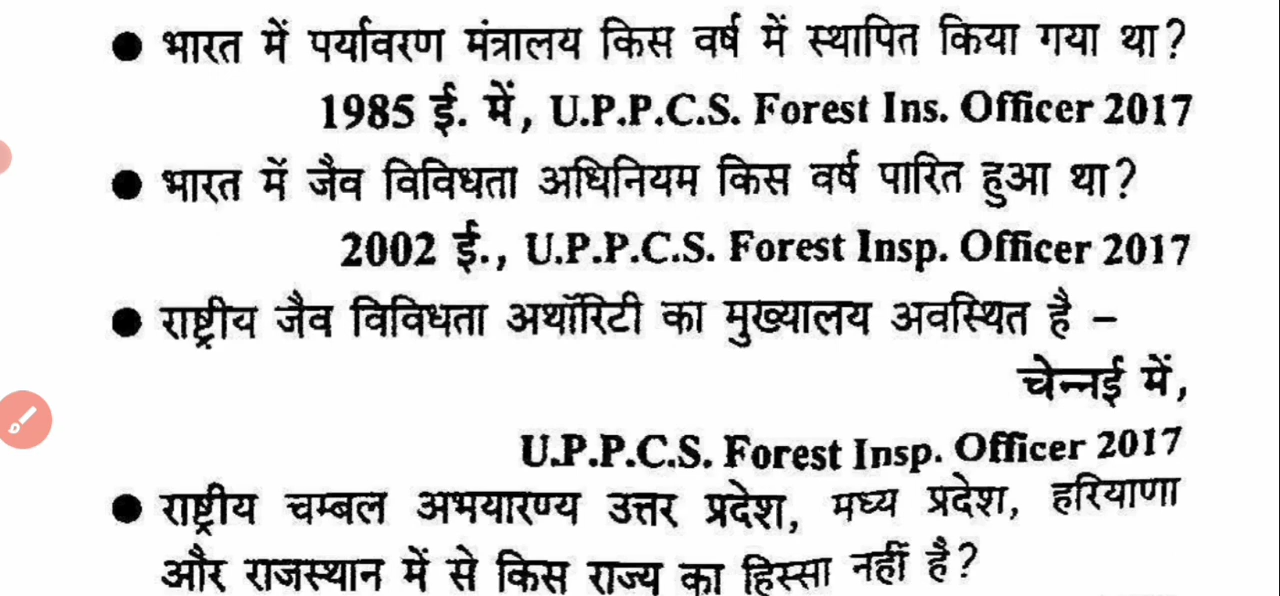 ● भारत में पर्यावरण मंत्रालय किस वर्ष में स्थापित किया गया था?
1985 ई. में, U.P.P.C.S. Forest Ins. Officer 2017
● भारत में जैव विविधता अधिनियम किस वर्ष पारित हुआ था?
2002 ई., U.P.P.C.S. Forest Insp. Officer 2017
● राष्ट्रीय जैव विविधता अथॉरिटी का मुख्यालय अवस्थित है –
चेन्नई में,
U.P.P.C.S. Forest Insp. Officer 2017
● राष्ट्रीय चम्बल अभयारण्य उत्तर प्रदेश, मध्य प्रदेश, हरियाणा
और राजस्थान में से किस राज्य का हिस्सा नहीं है?